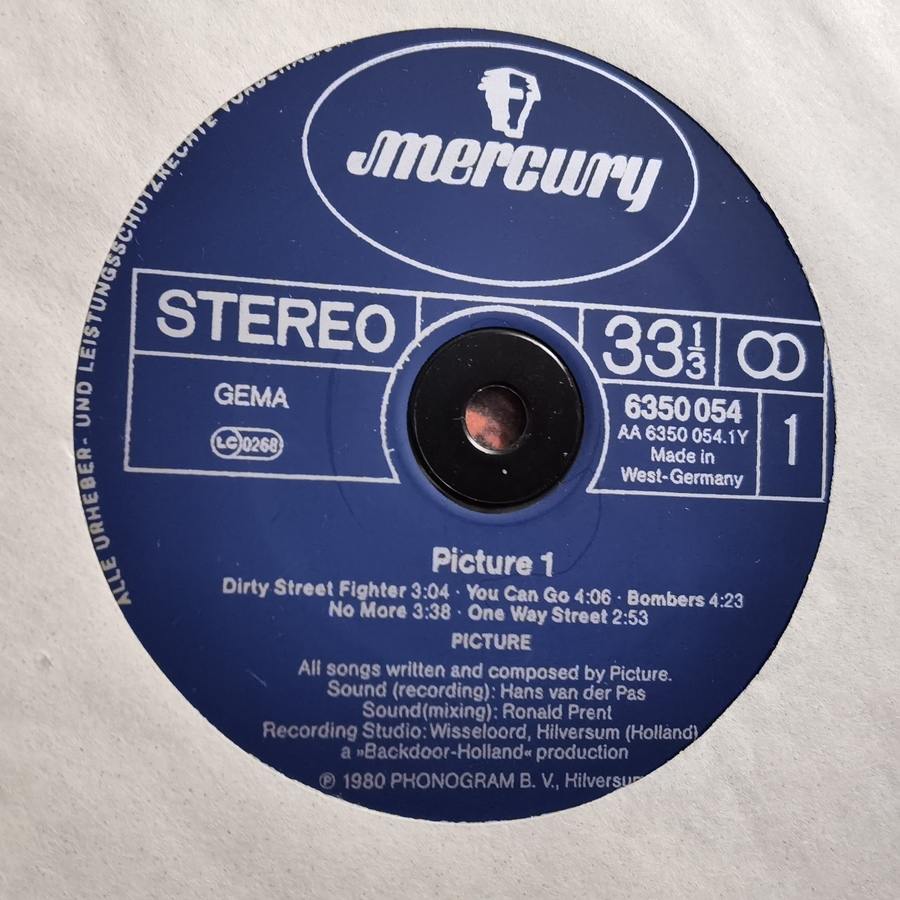 ALLE URHEBER- UND LEISTUNGSSCHUTZRECHTE
mercury
STEREO
33 1/3
GEMA
LC 0268
6350 054
AA 6350 054.1Y
Made in
West-Germany
1
Picture 1
Dirty Street Fighter 3:04 · You Can Go 4:06 · Bombers 4:23
No More 3:38 · One Way Street 2:53
PICTURE
All songs written and composed by Picture.
Sound (recording): Hans van der Pas
Sound(mixing): Ronald Prent
Recording Studio: Wisseloord, Hilversum (Holland)
a »Backdoor-Holland« production
℗ 1980 PHONOGRAM B. V., Hilversum